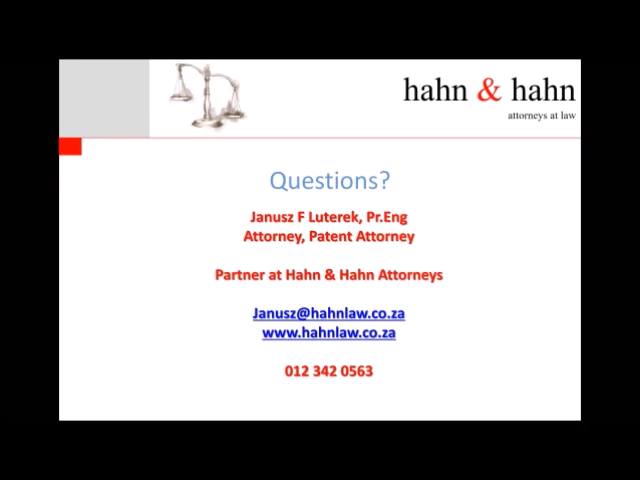 hahn & hahn
attorneys at law
Questions?
Janusz F Luterek, Pr.Eng
Attorney, Patent Attorney
Partner at Hahn & Hahn Attorneys
Janusz@hahnlaw.co.za
www.hahnlaw.co.za
012 342 0563